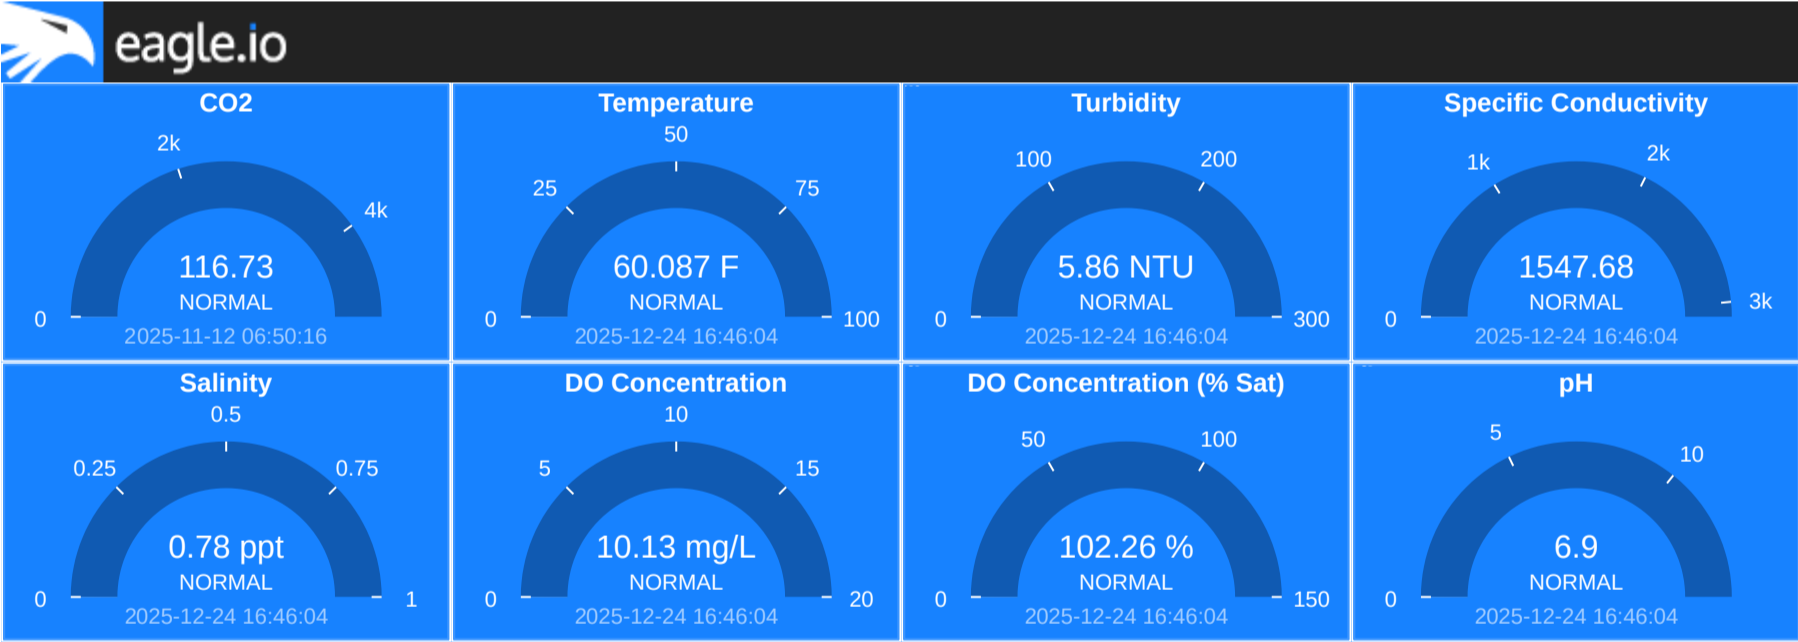 eagle.io
CO2
2k
4k
116.73
NORMAL
0
2025-11-12 06:50:16
Temperature
50
25
75
60.087 F
NORMAL
0
100
2025-12-24 16:46:04
Turbidity
100
200
5.86 NTU
NORMAL
0
300
2025-12-24 16:46:04
Specific Conductivity
1k
2k
1547.68
NORMAL
0
3k
2025-12-24 16:46:04
Salinity
0.5
0.25
0.75
0.78 ppt
NORMAL
0
1
2025-12-24 16:46:04
DO Concentration
10
5
15
10.13 mg/L
NORMAL
0
20
2025-12-24 16:46:04
DO Concentration (% Sat)
50
100
102.26 %
NORMAL
0
150
2025-12-24 16:46:04
pH
5
10
6.9
NORMAL
0
2025-12-24 16:46:04